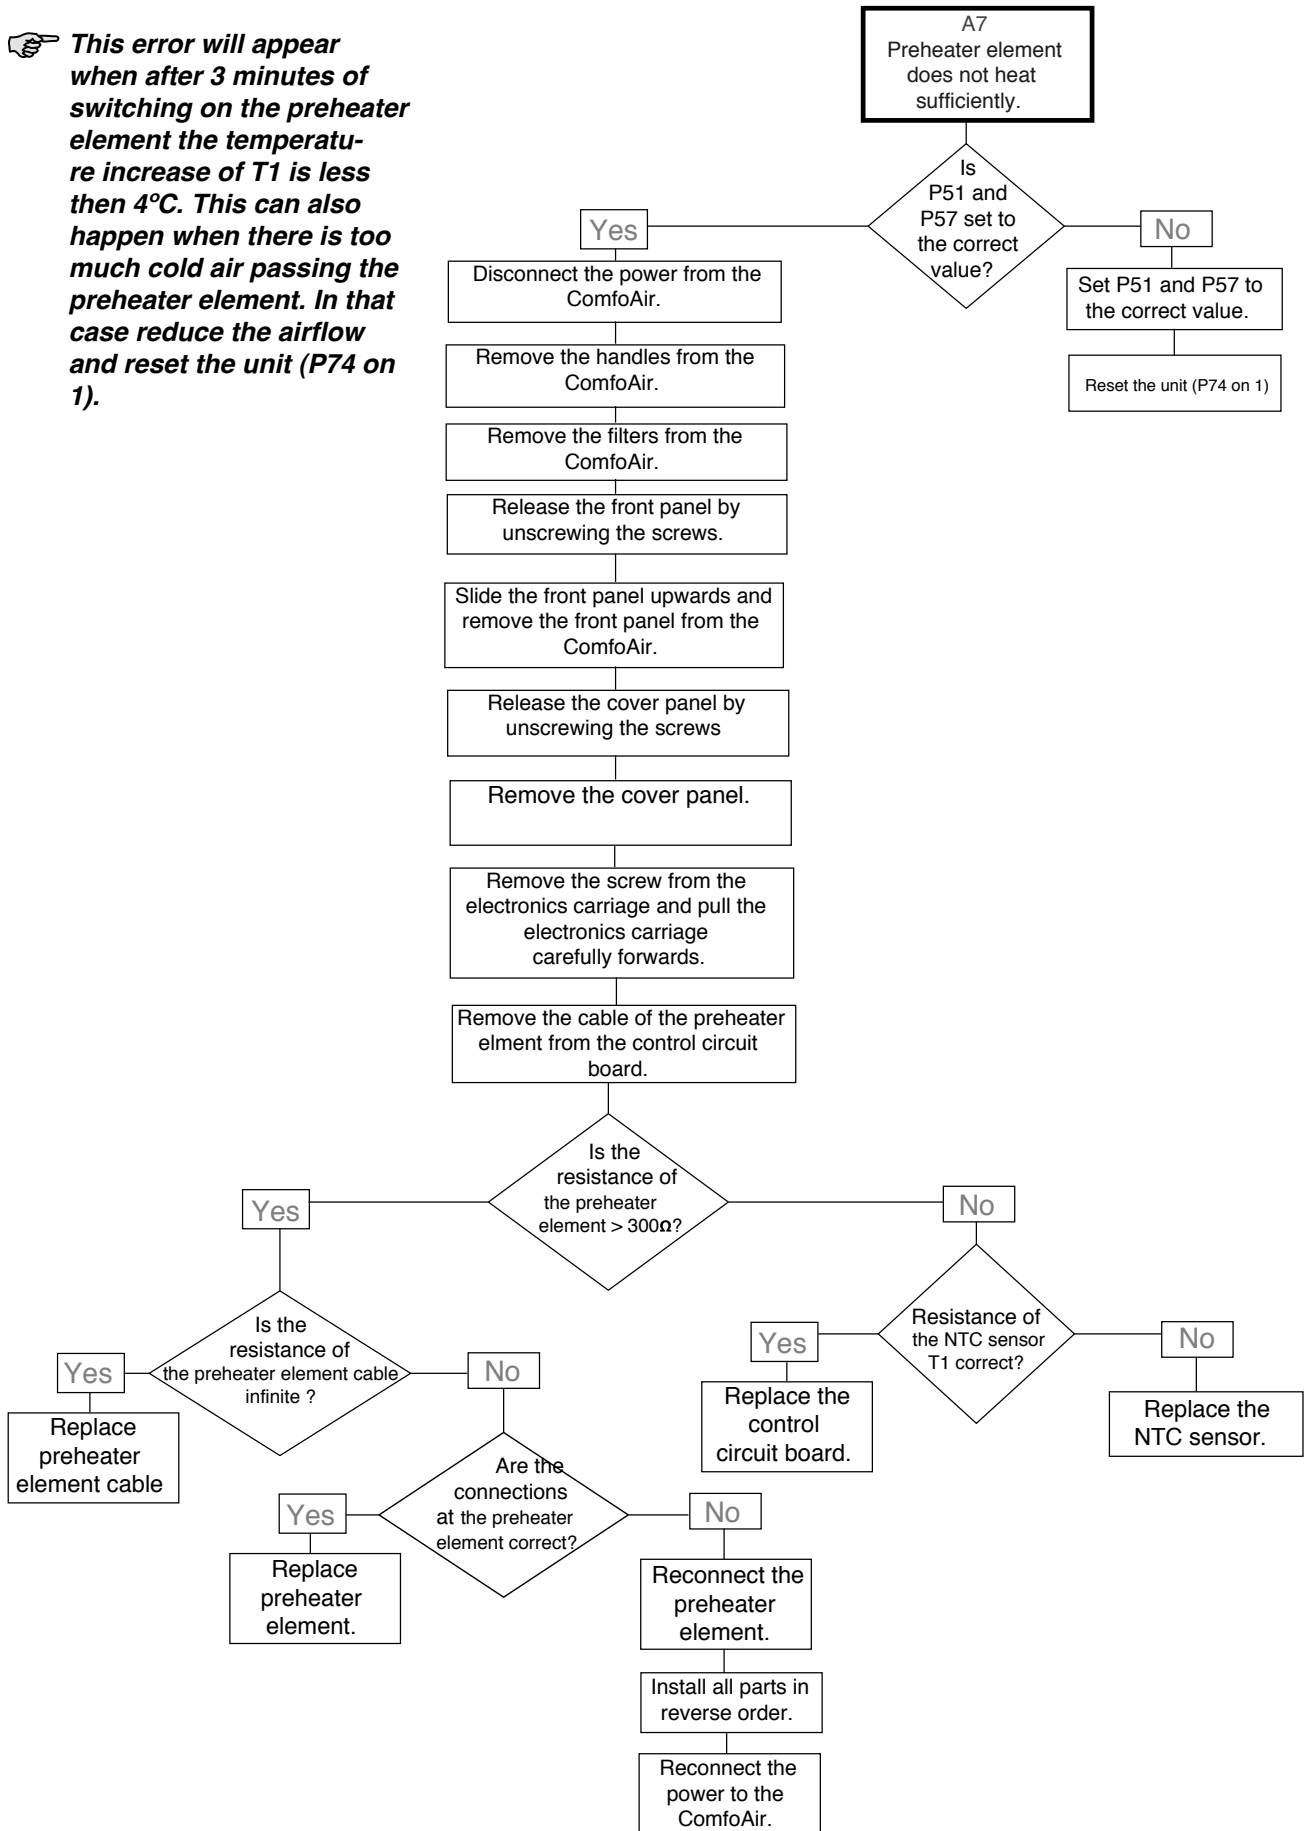 This error will appear
when after 3 minutes of
switching on the preheater
element the temperatu-
re increase of T1 is less
then 4ºC. This can also
happen when there is too
much cold air passing the
preheater element. In that
case reduce the airflow
and reset the unit (P74 on
1).
A7
Preheater element
does not heat
sufficiently.
Is
P51 and
P57 set to
the correct
value?
Yes
No
Set P51 and P57 to
the correct value.
Reset the unit (P74 on 1)
Disconnect the power from the
ComfoAir.
Remove the handles from the
ComfoAir.
Remove the filters from the
ComfoAir.
Release the front panel by
unscrewing the screws.
Slide the front panel upwards and
remove the front panel from the
ComfoAir.
Release the cover panel by
unscrewing the screws
Remove the cover panel.
Remove the screw from the
electronics carriage and pull the
electronics carriage
carefully forwards.
Remove the cable of the preheater
elment from the control circuit
board.
Is the
resistance of
the preheater
element > 300Ω?
Yes
No
Is the
resistance of
the preheater element cable
infinite ?
Yes
No
Replace
preheater
element cable
Are the
connections
at the preheater
element correct?
Yes
No
Replace
preheater
element.
Reconnect the
preheater
element.
Install all parts in
reverse order.
Reconnect the
power to the
ComfoAir.
Resistance of
the NTC sensor
T1 correct?
Yes
No
Replace the
control
circuit board.
Replace the
NTC sensor.